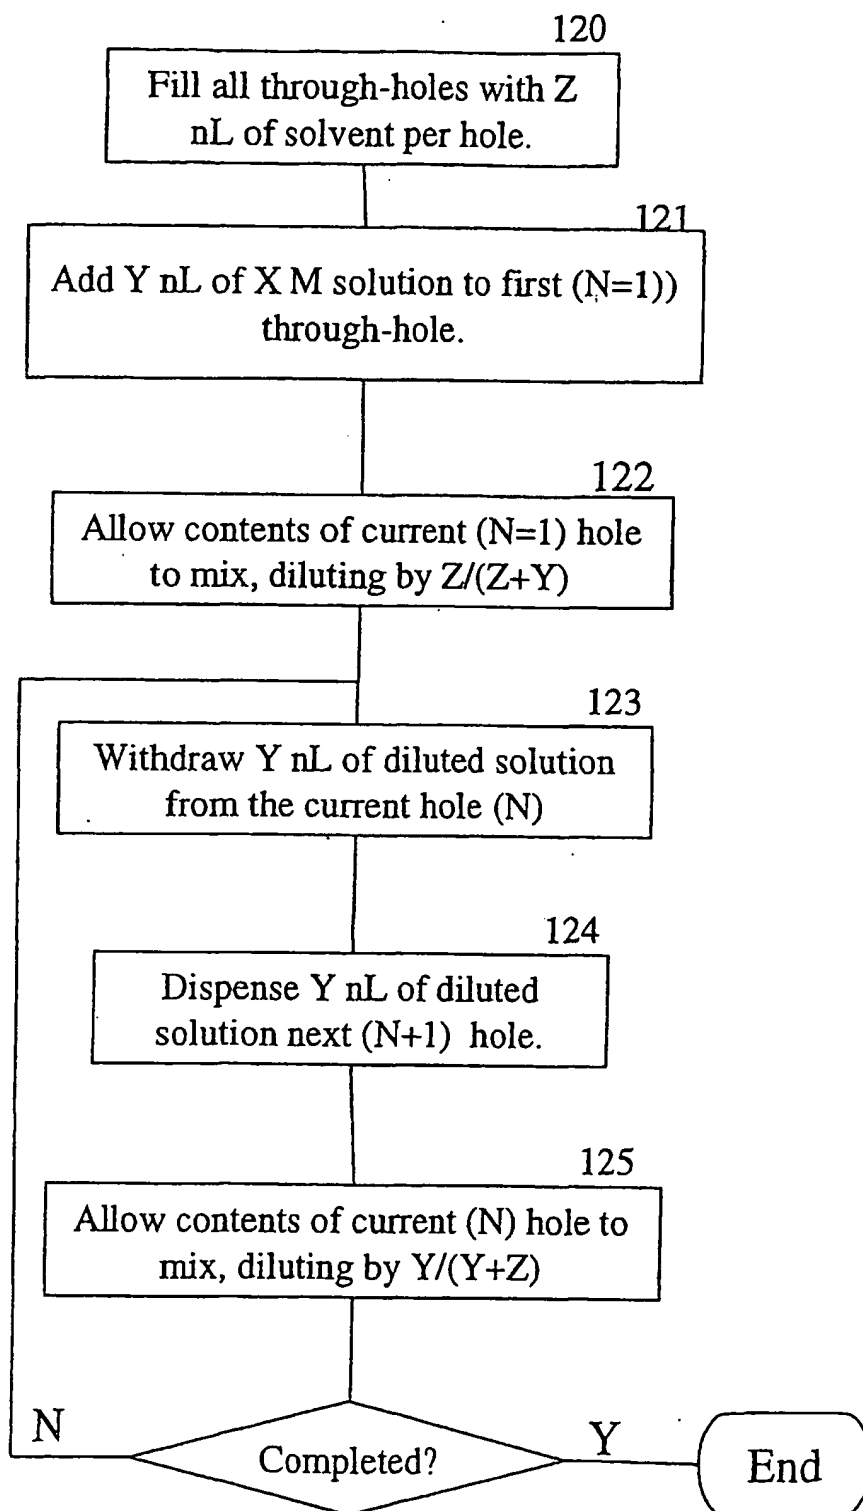 120
Fill all through-holes with Z
nL of solvent per hole.
121
Add Y nL of X M solution to first (N=1))
through-hole.
122
Allow contents of current (N=1) hole
to mix, diluting by Z/(Z+Y)
123
Withdraw Y nL of diluted solution
from the current hole (N)
124
Dispense Y nL of diluted
solution next (N+1) hole.
125
Allow contents of current (N) hole to
mix, diluting by Y/(Y+Z)
N
Completed?
Y
End